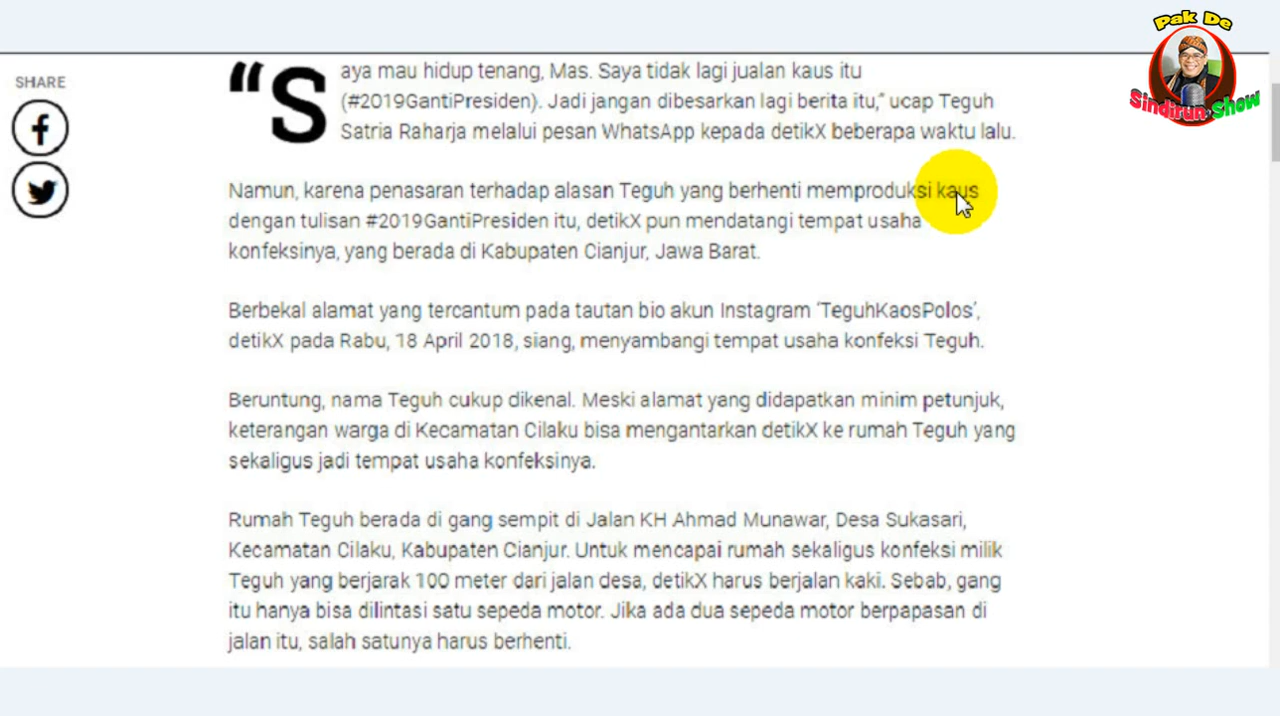 Pak De
Sindirun Show
SHARE
“Saya mau hidup tenang, Mas. Saya tidak lagi jualan kaus itu
(#2019GantiPresiden). Jadi jangan dibesarkan lagi berita itu,” ucap Teguh
Satria Raharja melalui pesan WhatsApp kepada detikX beberapa waktu lalu.
Namun, karena penasaran terhadap alasan Teguh yang berhenti memproduksi kaus
dengan tulisan #2019GantiPresiden itu, detikX pun mendatangi tempat usaha
konfeksinya, yang berada di Kabupaten Cianjur, Jawa Barat.
Berbekal alamat yang tercantum pada tautan bio akun Instagram ‘TeguhKaosPolos’,
detikX pada Rabu, 18 April 2018, siang, menyambangi tempat usaha konfeksi Teguh.
Beruntung, nama Teguh cukup dikenal. Meski alamat yang didapatkan minim petunjuk,
keterangan warga di Kecamatan Cilaku bisa mengantarkan detikX ke rumah Teguh yang
sekaligus jadi tempat usaha konfeksinya.
Rumah Teguh berada di gang sempit di Jalan KH Ahmad Munawar, Desa Sukasari,
Kecamatan Cilaku, Kabupaten Cianjur. Untuk mencapai rumah sekaligus konfeksi milik
Teguh yang berjarak 100 meter dari jalan desa, detikX harus berjalan kaki. Sebab, gang
itu hanya bisa dilintasi satu sepeda motor. Jika ada dua sepeda motor berpapasan di
jalan itu, salah satunya harus berhenti.